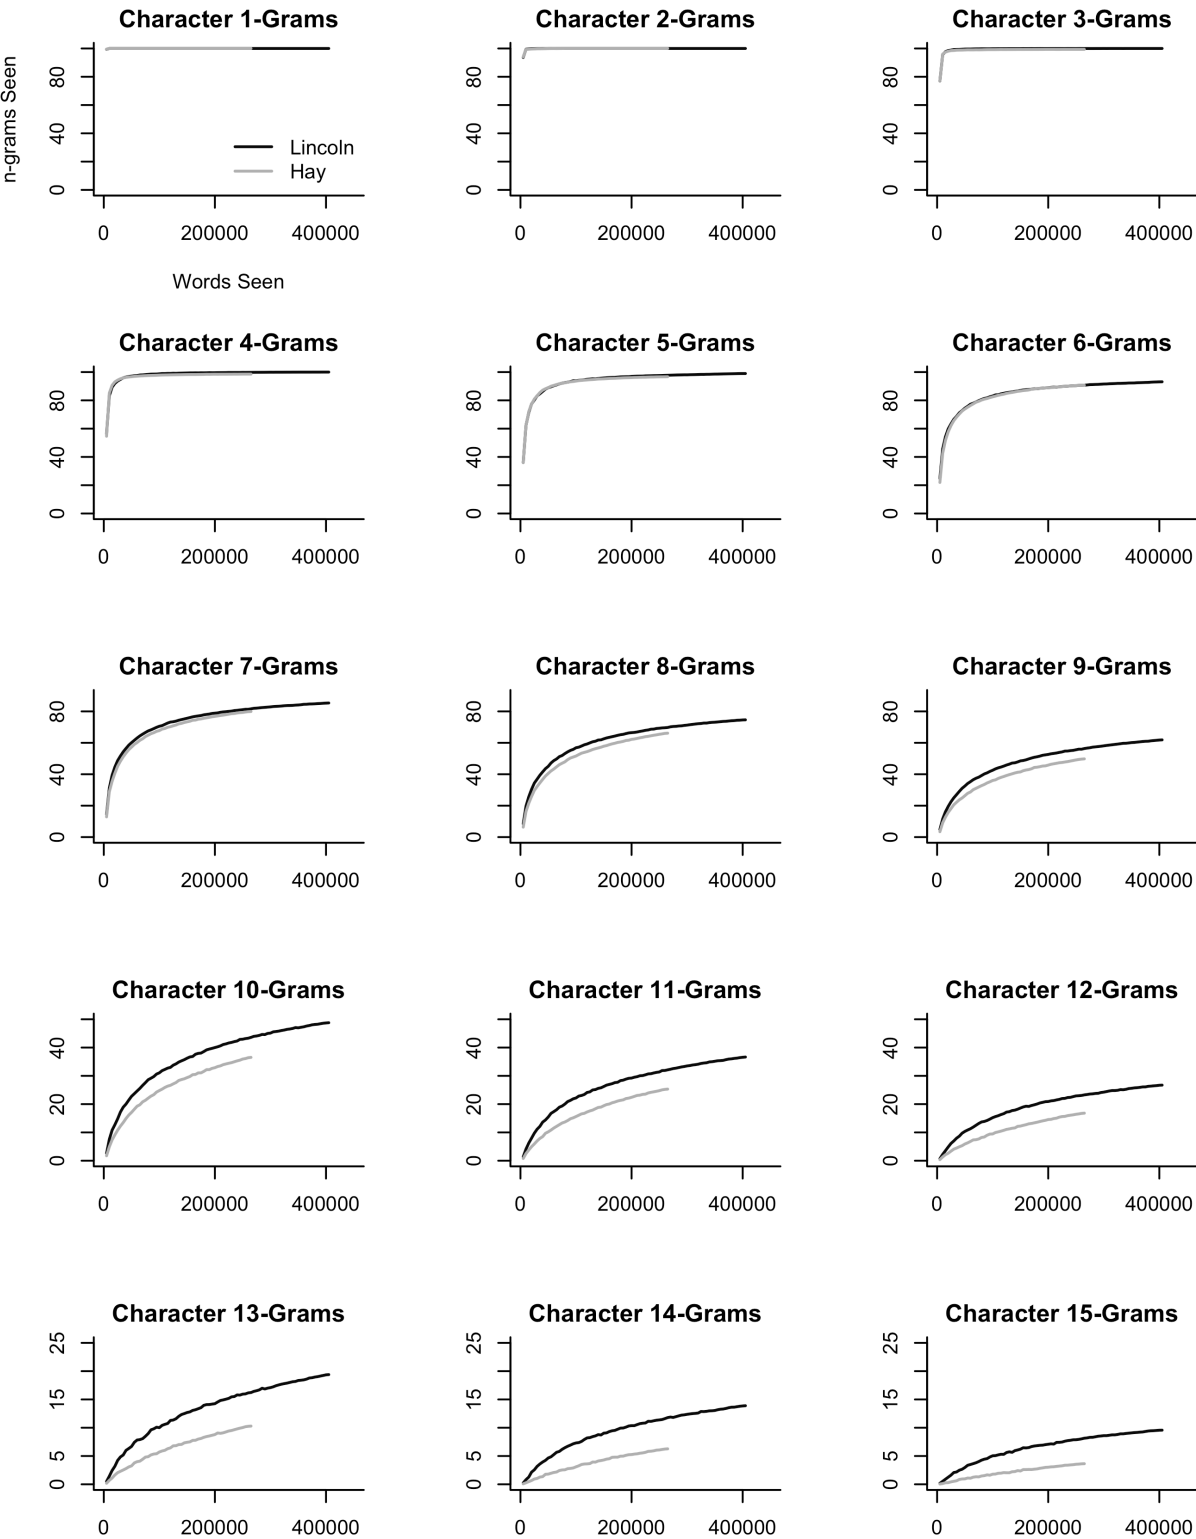 Character 1-Grams
Character 2-Grams
Character 3-Grams
n-grams Seen
80
40
0
Lincoln
Hay
0 200000 400000
Words Seen
80
40
0
0 200000 400000
80
40
0
0 200000 400000
Character 4-Grams
Character 5-Grams
Character 6-Grams
80
40
0
0 200000 400000
80
40
0
0 200000 400000
80
40
0
0 200000 400000
Character 7-Grams
Character 8-Grams
Character 9-Grams
80
40
0
0 200000 400000
80
40
0
0 200000 400000
80
40
0
0 200000 400000
Character 10-Grams
Character 11-Grams
Character 12-Grams
40
20
0
0 200000 400000
40
20
0
0 200000 400000
40
20
0
0 200000 400000
Character 13-Grams
Character 14-Grams
Character 15-Grams
25
15
5
0
0 200000 400000
25
15
5
0
0 200000 400000
25
15
5
0
0 200000 400000